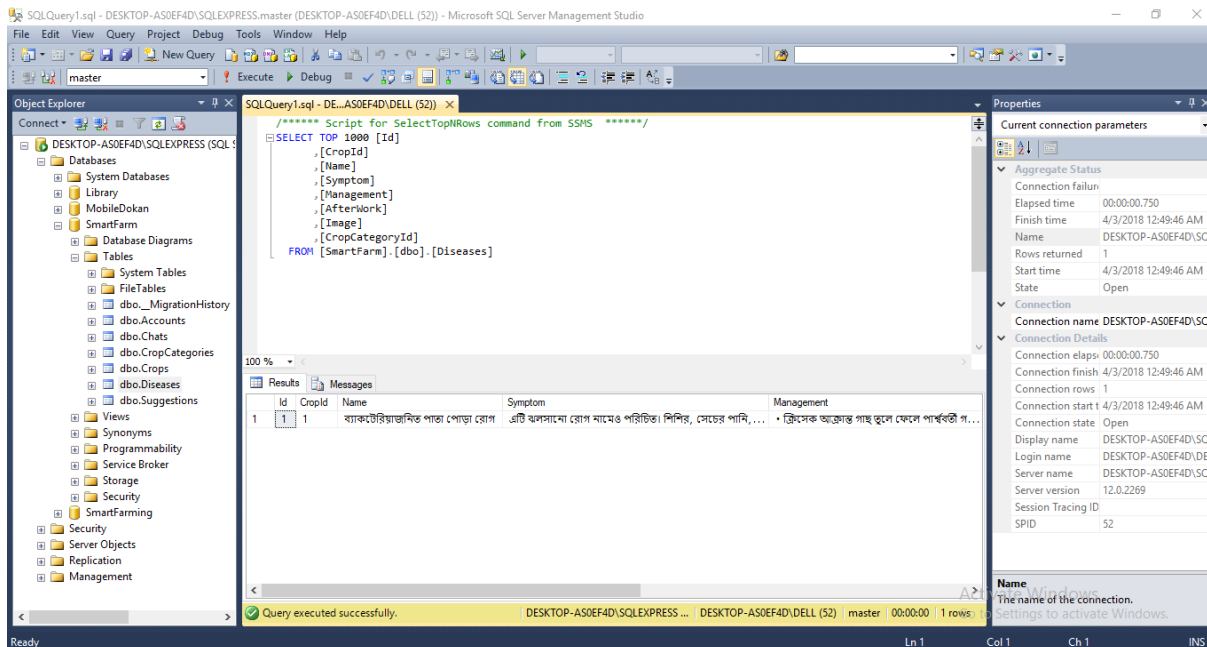 SQLQuery1.sql - DESKTOP-AS0EF4D\SQLEXPRESS.master (DESKTOP-AS0EF4D\DELL (52)) - Microsoft SQL Server Management Studio
File Edit View Query Project Debug Tools Window Help
New Query
master Execute Debug
Object Explorer
Connect
DESKTOP-AS0EF4D\SQLEXPRESS (SQL S
Databases
System Databases
Library
MobileDokan
SmartFarm
Database Diagrams
Tables
System Tables
FileTables
dbo.__MigrationHistory
dbo.Accounts
dbo.Chats
dbo.CropCategories
dbo.Crops
dbo.Diseases
dbo.Suggestions
Views
Synonyms
Programmability
Service Broker
Storage
Security
SmartFarming
Security
Server Objects
Replication
Management
SQLQuery1.sql - DE...AS0EF4D\DELL (52))
/****** Script for SelectTopNRows command from SSMS ******/
SELECT TOP 1000 [Id]
,[CropId]
,[Name]
,[Symptom]
,[Management]
,[AfterWork]
,[Image]
,[CropCategoryId]
FROM [SmartFarm].[dbo].[Diseases]
100 %
Results Messages
Id CropId Name Symptom Management
1 1 1 ব্যাকটেরিয়াজনিত পাতা পোড়া রোগ এটি ঝলসানো রোগ নামেও পরিচিত। শিশির, সেচের পানি, ... • ক্রিসেক আক্রান্ত গাছ তুলে ফেলে পার্শ্ববর্তী গ...
Query executed successfully. DESKTOP-AS0EF4D\SQLEXPRESS ... DESKTOP-AS0EF4D\DELL (52) master 00:00:00 1 rows
Properties
Current connection parameters
Aggregate Status
Connection failure
Elapsed time 00:00:00.750
Finish time 4/3/2018 12:49:46 AM
Name DESKTOP-AS0EF4D\SQ
Rows returned 1
Start time 4/3/2018 12:49:46 AM
State Open
Connection
Connection name DESKTOP-AS0EF4D\SQ
Connection Details
Connection elaps 00:00:00.750
Connection finish 4/3/2018 12:49:46 AM
Connection rows 1
Connection start t 4/3/2018 12:49:46 AM
Connection state Open
Display name DESKTOP-AS0EF4D\SQ
Login name DESKTOP-AS0EF4D\DE
Server name DESKTOP-AS0EF4D\SQ
Server version 12.0.2269
Session Tracing ID
SPID 52
Name
The name of the connection.
Activate Windows
Go to Settings to activate Windows.
Ready Ln 1 Col 1 Ch 1 INS